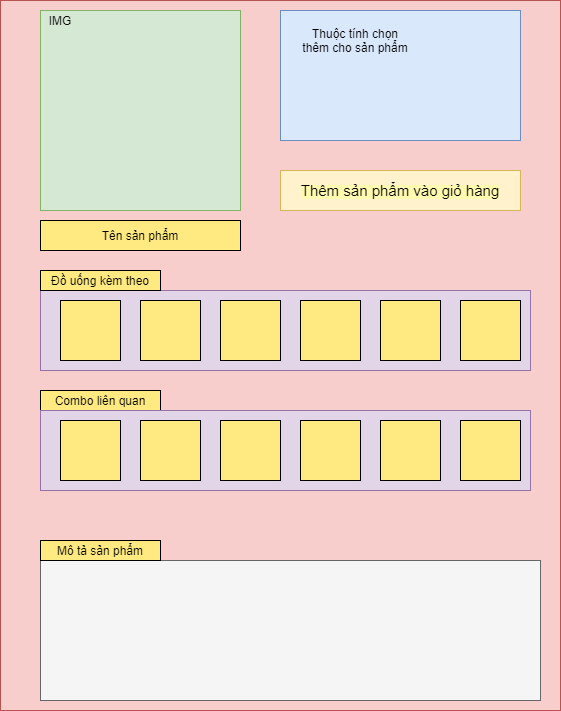 IMG
Thuộc tính chọn
thêm cho sản phẩm
Thêm sản phẩm vào giỏ hàng
Tên sản phẩm
Đồ uống kèm theo
Combo liên quan
Mô tả sản phẩm